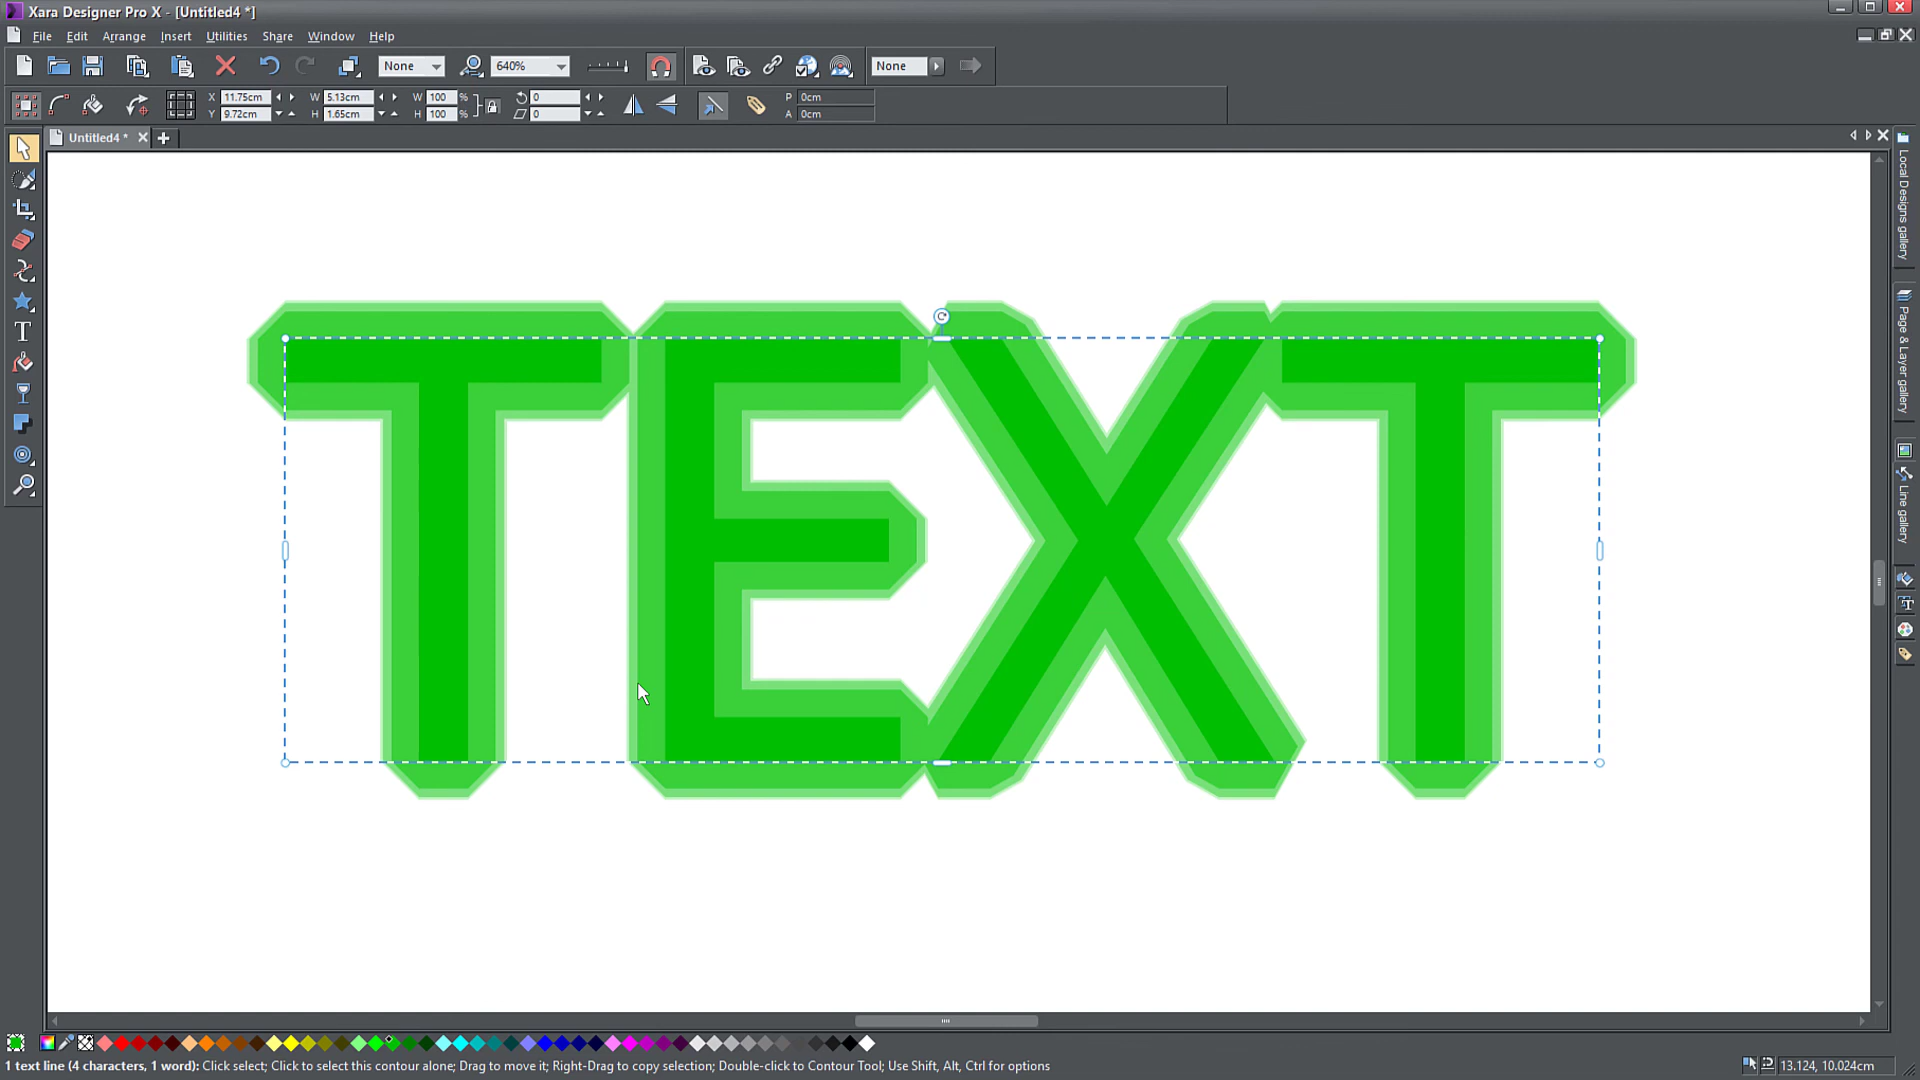 Xara Designer Pro X - [Untitled4 *]
File Edit Arrange Insert Utilities Share Window Help
None 640% None
X 11.75cm W 5.13cm W 100 % 0 P 0cm
Y 9.72cm H 1.65cm H 100 % 0 A 0cm
Untitled4 *
TEXT
Local Designs gallery
Page & Layer gallery
Line gallery
1 text line (4 characters, 1 word): Click select; Click to select this contour alone; Drag to move it; Right-Drag to copy selection; Double-click to Contour Tool; Use Shift, Alt, Ctrl for options
13.124, 10.024cm